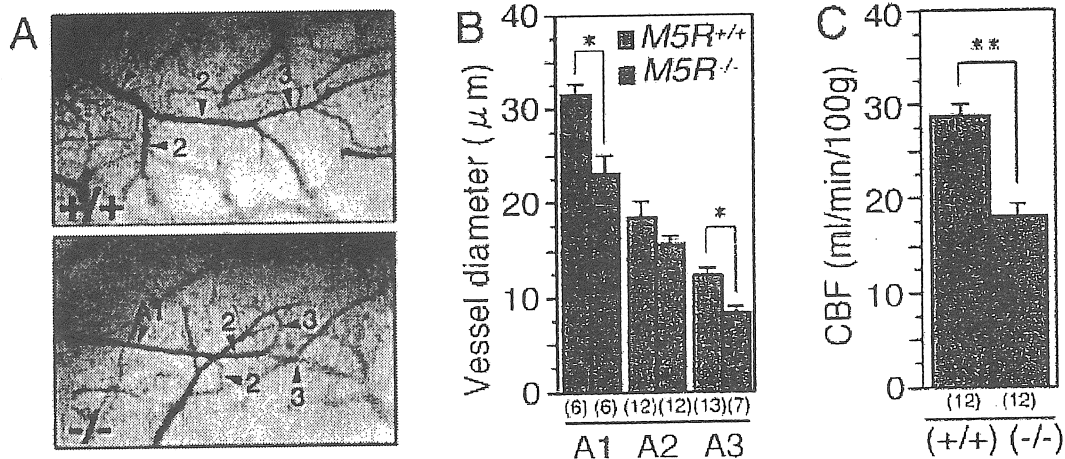 A
2
3
2
+/+
1
2
3
2
3
-/-
B
Vessel diameter (μm)
40
30
20
10
0
* M5R+/+
M5R-/-
*
(6) (6) (12) (12) (13) (7)
A1 A2 A3
C
CBF (ml/min/100g)
40
30
20
10
0
**
(12) (12)
(+/+) (-/-)